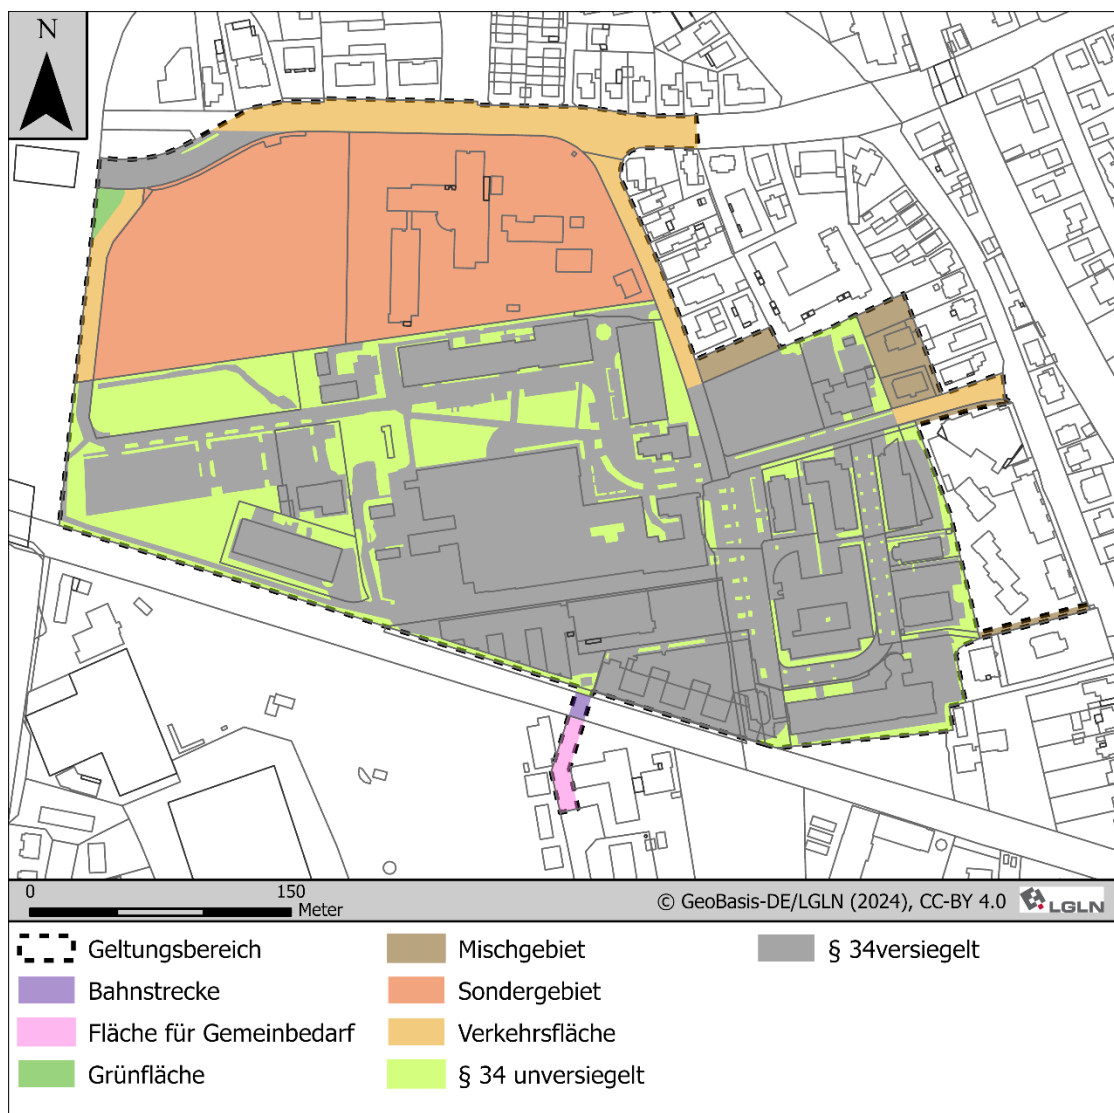 N
0 150
Meter
© GeoBasis-DE/LGLN (2024), CC-BY 4.0 LGLN
Geltungsbereich Mischgebiet § 34versiegelt
Bahnstrecke Sondergebiet
Fläche für Gemeinbedarf Verkehrsfläche
Grünfläche § 34 unversiegelt